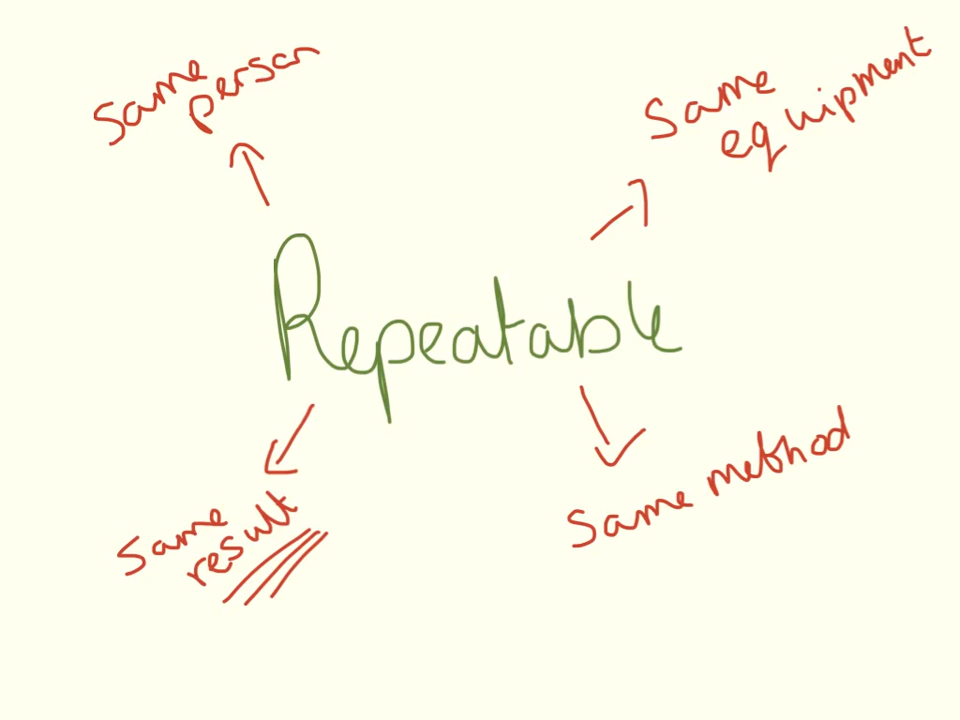 Same
person
Same
equipment
Repeatable
Same
result
Same method